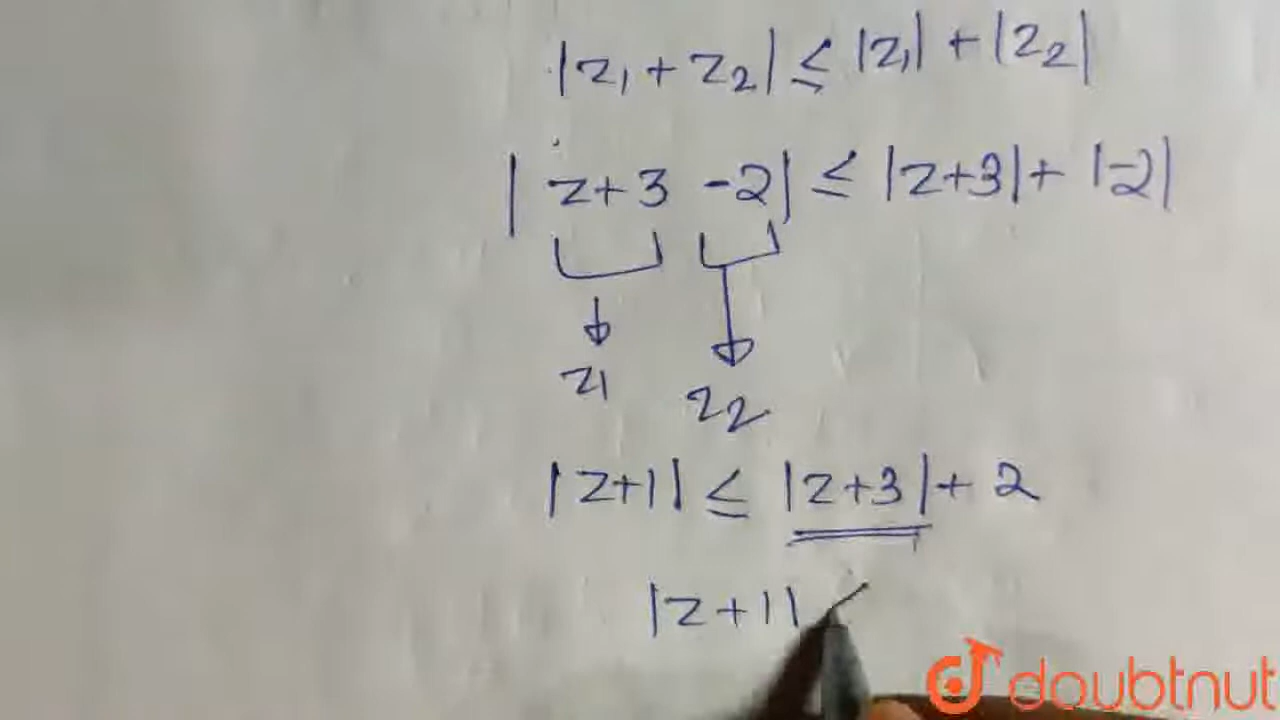 |z₁ + z₂| ≤ |z₁| + |z₂|
| z + 3 - 2| ≤ |z+3| + |-2|
z₁ z₂
|z+1| ≤ |z+3| + 2
|z+1| <
doubtnut